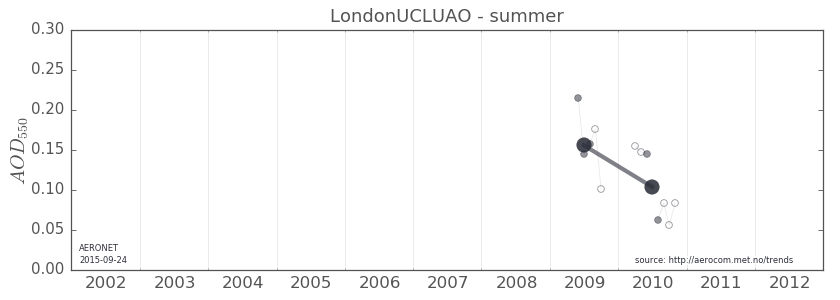 LondonUCLUAO - summer
0.30
0.25
0.20
0.15
0.10
0.05
0.00
AOD550
AERONET
2015-09-24
source: http://aerocom.met.no/trends
2002 2003 2004 2005 2006 2007 2008 2009 2010 2011 2012